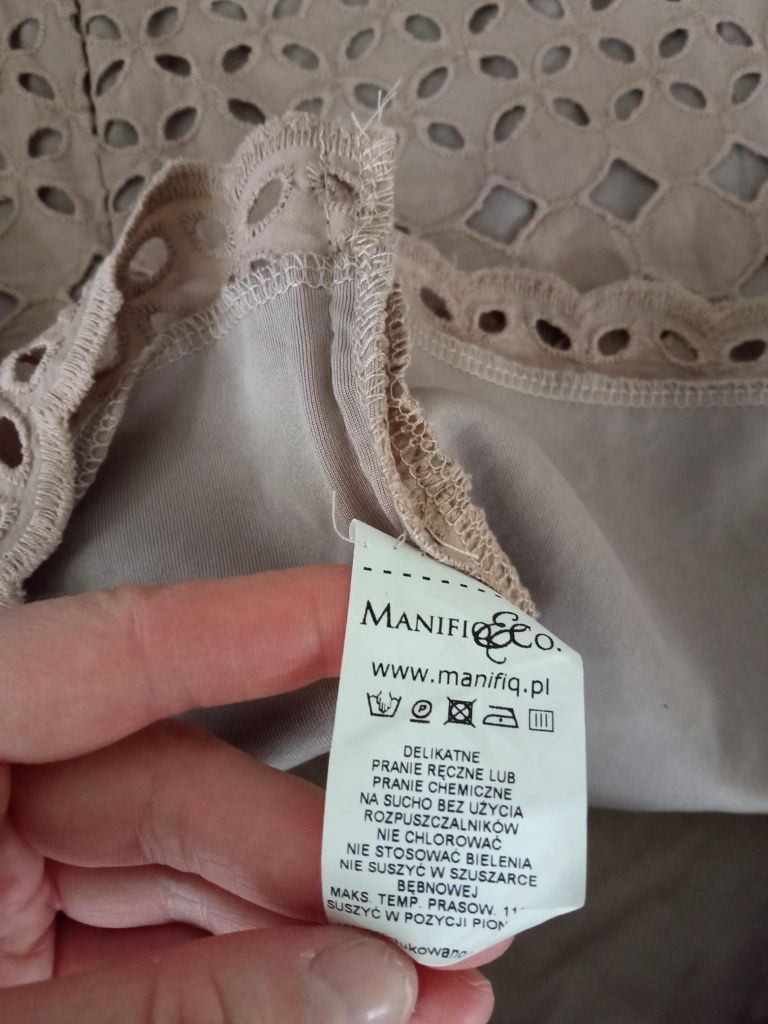 MANIFIQ&CO.
www.manifiq.pl
DELIKATNE
PRANIE RĘCZNE LUB
PRANIE CHEMICZNE
NA SUCHO BEZ UŻYCIA
ROZPUSZCZALNIKÓW
NIE CHLOROWAĆ
NIE STOSOWAĆ BIELENIA
NIE SUSZYĆ W SZUSZARCE
BĘBNOWEJ
MAKS. TEMP. PRASOW.
SUSZYĆ W POZYCJI